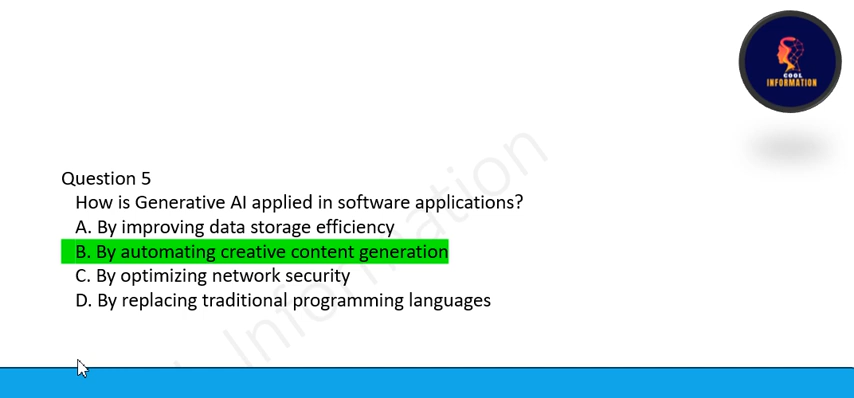 COOL
INFORMATION
Question 5
How is Generative AI applied in software applications?
A. By improving data storage efficiency
B. By automating creative content generation
C. By optimizing network security
D. By replacing traditional programming languages
Information